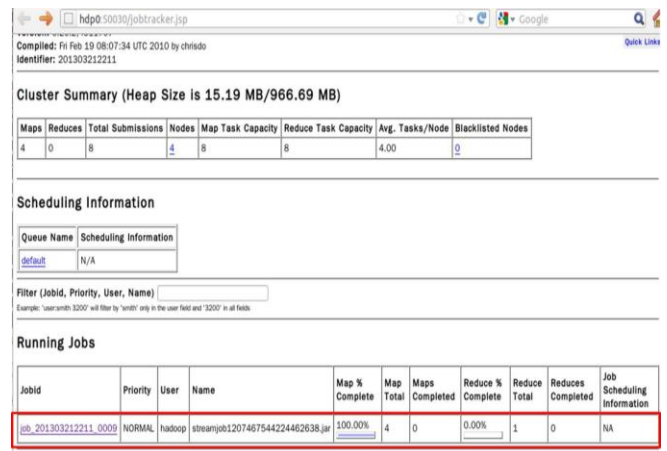 hdp0:50030/jobtracker.jsp
Google
Compiled: Fri Feb 19 08:07:34 UTC 2010 by chrisdo
Quick Links
Identifier: 201303212211
Cluster Summary (Heap Size is 15.19 MB/966.69 MB)
Maps Reduces Total Submissions Nodes Map Task Capacity Reduce Task Capacity Avg. Tasks/Node Blacklisted Nodes
4 0 8 4 8 8 4.00 0
Scheduling Information
Queue Name Scheduling Information
default N/A
Filter (Jobid, Priority, User, Name)
Example: 'user:smith 3200' will filter by 'smith' only in the user field and '3200' in all fields
Running Jobs
Jobid Priority User Name Map % Complete Map Total Maps Completed Reduce % Complete Reduce Total Reduces Completed Job Scheduling Information
job_201303212211_0009 NORMAL hadoop streamjob1207467544224462638.jar 100.00% 4 0 0.00% 1 0 NA